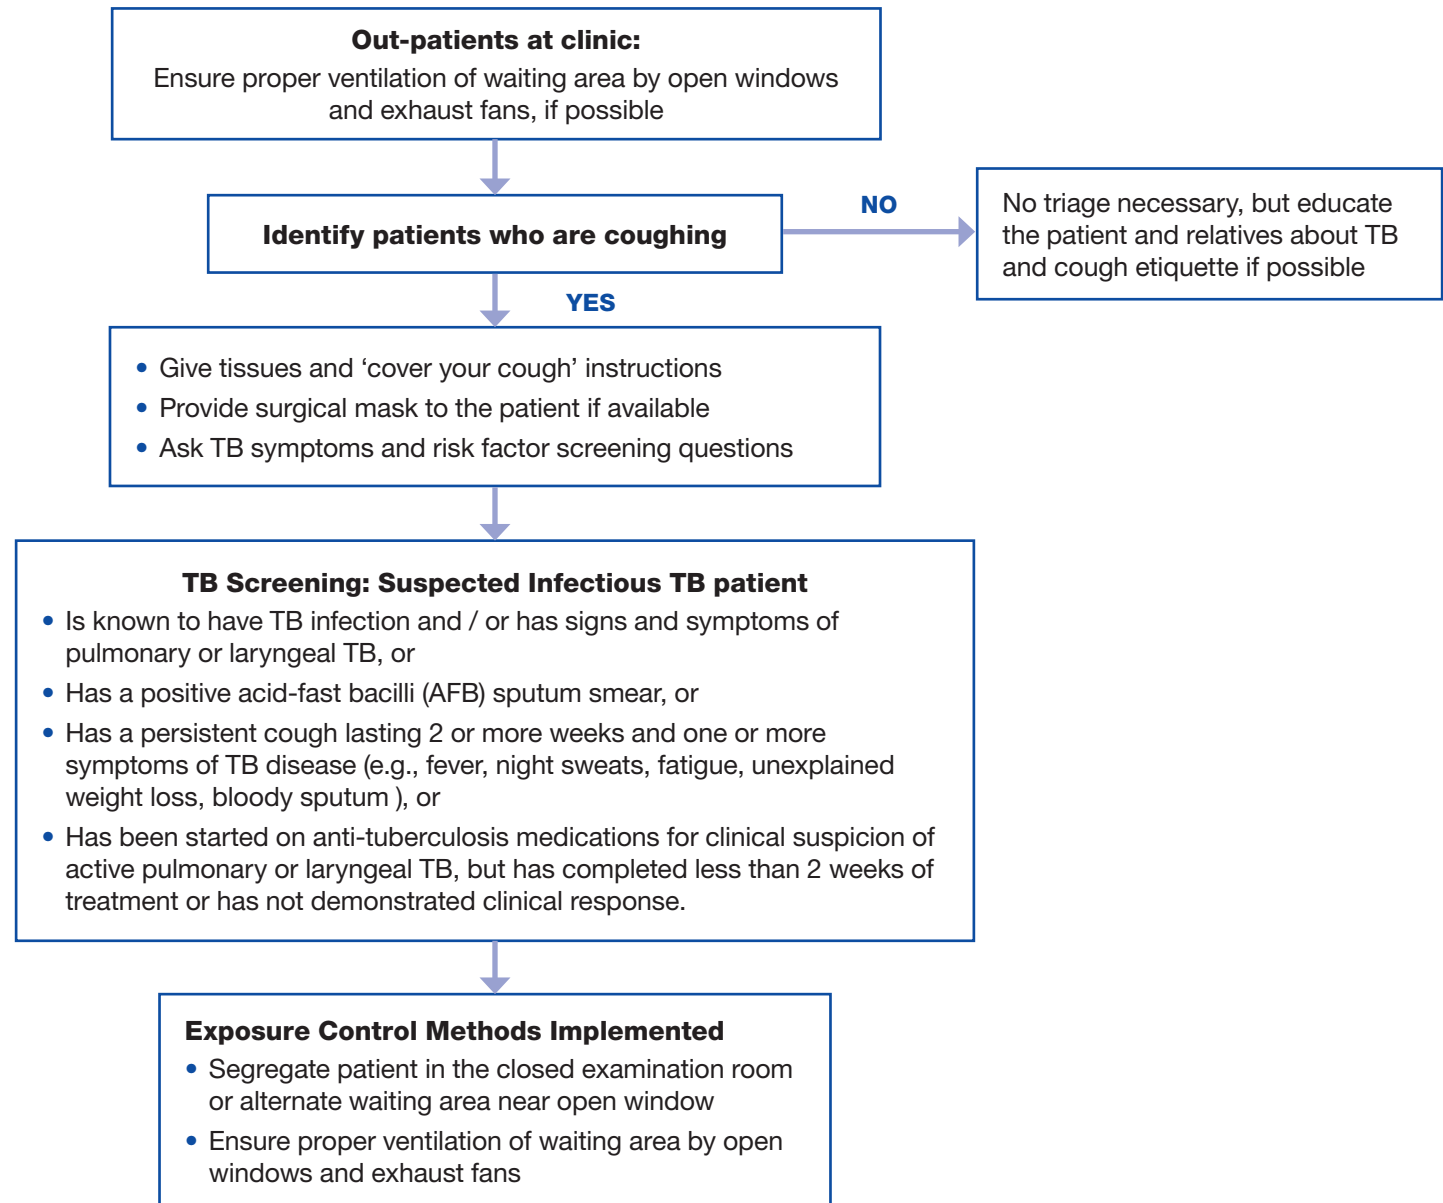 Out-patients at clinic:
Ensure proper ventilation of waiting area by open windows
and exhaust fans, if possible
Identify patients who are coughing
NO
No triage necessary, but educate
the patient and relatives about TB
and cough etiquette if possible
YES
• Give tissues and ‘cover your cough’ instructions
• Provide surgical mask to the patient if available
• Ask TB symptoms and risk factor screening questions
TB Screening: Suspected Infectious TB patient
• Is known to have TB infection and / or has signs and symptoms of
pulmonary or laryngeal TB, or
• Has a positive acid-fast bacilli (AFB) sputum smear, or
• Has a persistent cough lasting 2 or more weeks and one or more
symptoms of TB disease (e.g., fever, night sweats, fatigue, unexplained
weight loss, bloody sputum ), or
• Has been started on anti-tuberculosis medications for clinical suspicion of
active pulmonary or laryngeal TB, but has completed less than 2 weeks of
treatment or has not demonstrated clinical response.
Exposure Control Methods Implemented
• Segregate patient in the closed examination room
or alternate waiting area near open window
• Ensure proper ventilation of waiting area by open
windows and exhaust fans